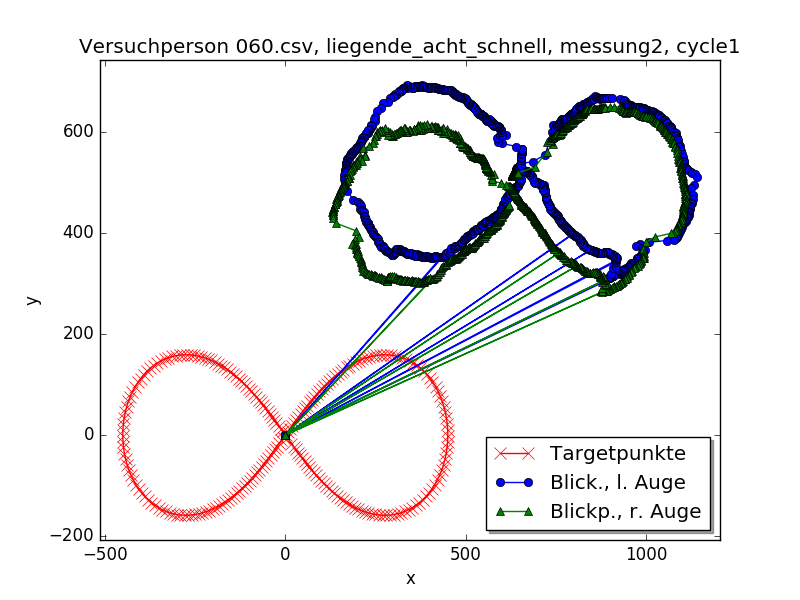 Versuchperson 060.csv, liegende_acht_schnell, messung2, cycle1
600
400
200
0
−200
y
−500
0
500
1000
x
Targetpunkte
Blick., l. Auge
Blickp., r. Auge